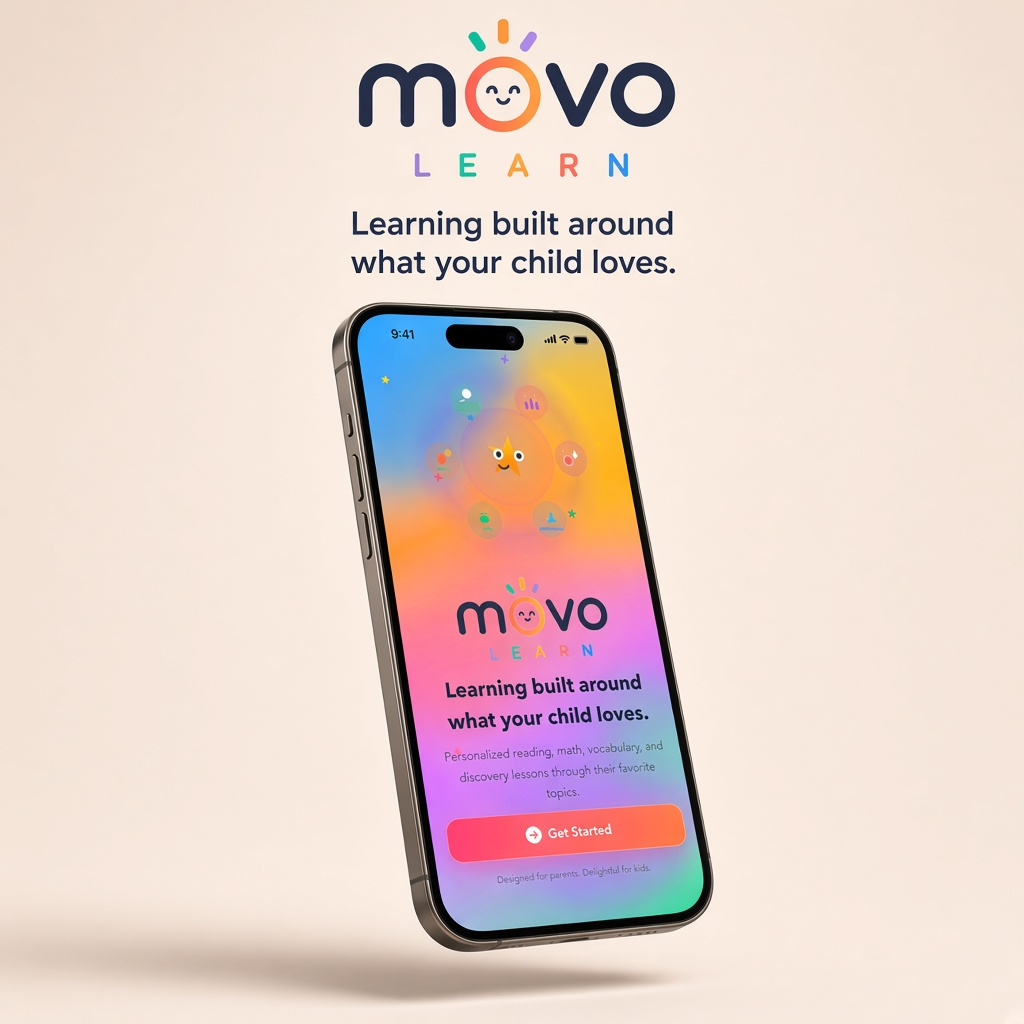 movo
LEARN
Learning built around
what your child loves.
9:41
movo
LEARN
Learning built around
what your child loves.
Personalized reading, math, vocabulary, and
discovery lessons through their favorite
topics.
Get Started
Designed for parents. Delightful for kids.